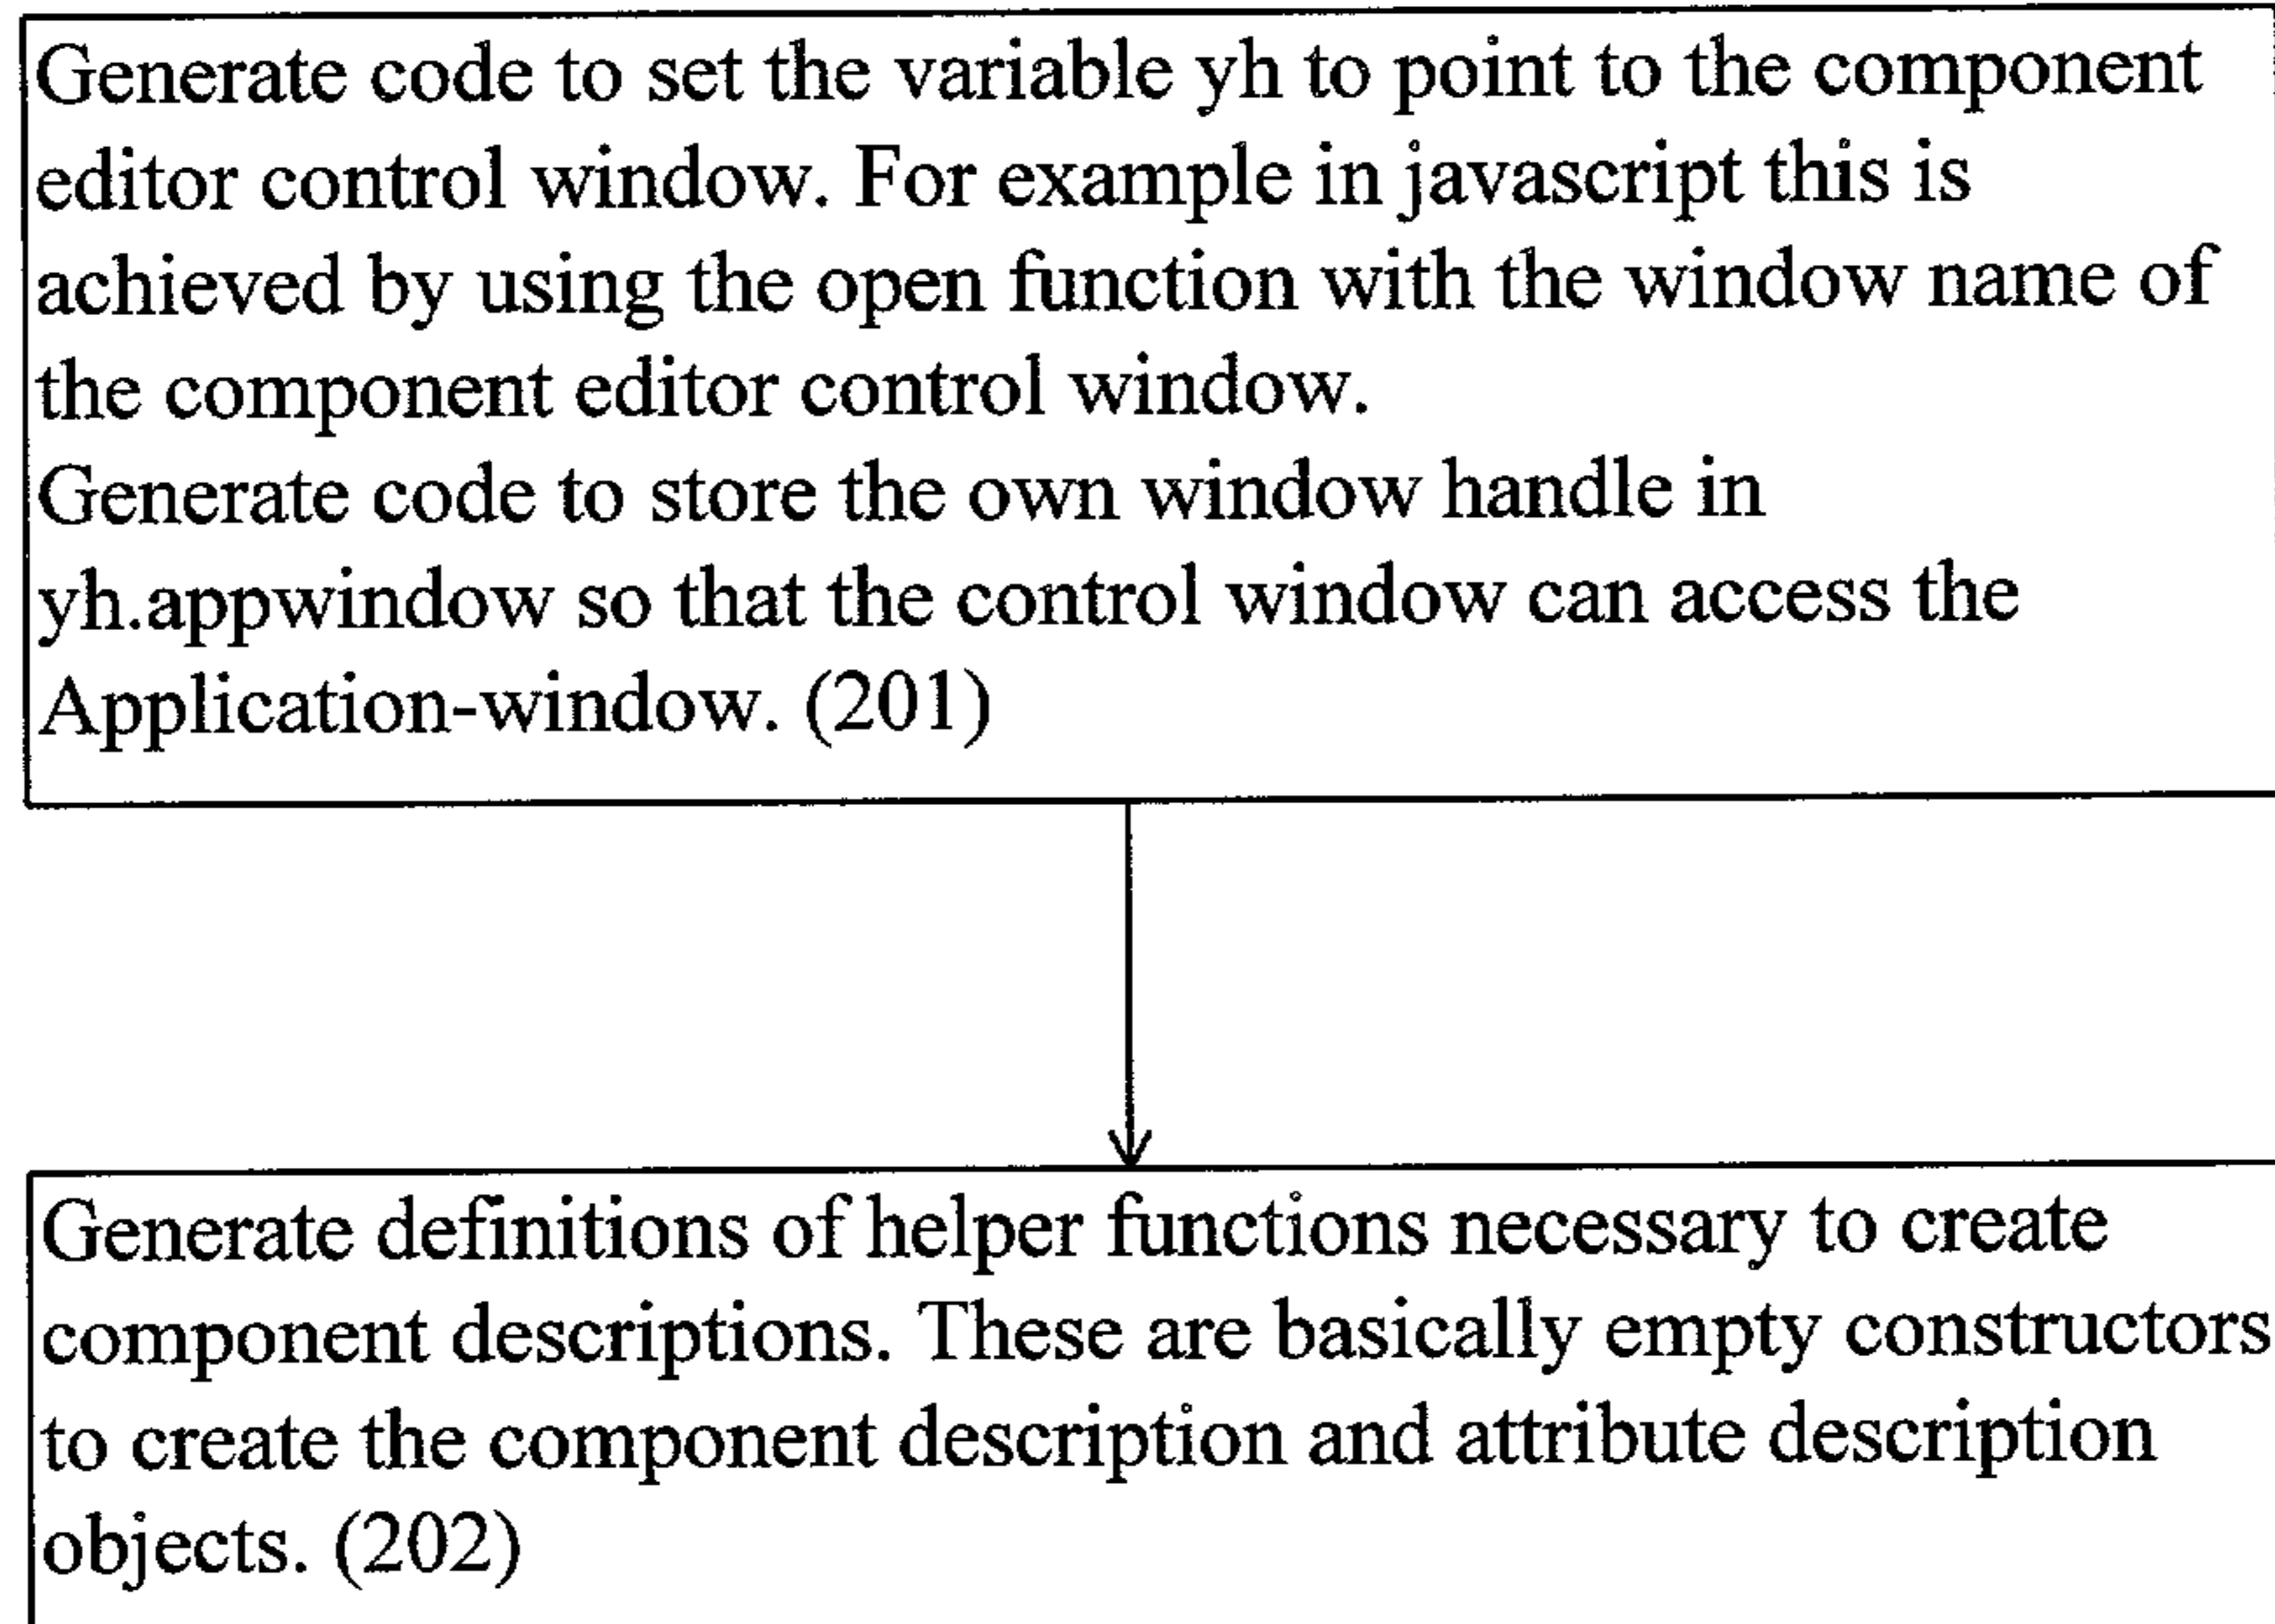 Generate code to set the variable yh to point to the component
editor control window. For example in javascript this is
achieved by using the open function with the window name of
the component editor control window.
Generate code to store the own window handle in
yh.appwindow so that the control window can access the
Application-window. (201)
Generate definitions of helper functions necessary to create
component descriptions. These are basically empty constructors
to create the component description and attribute description
objects. (202)